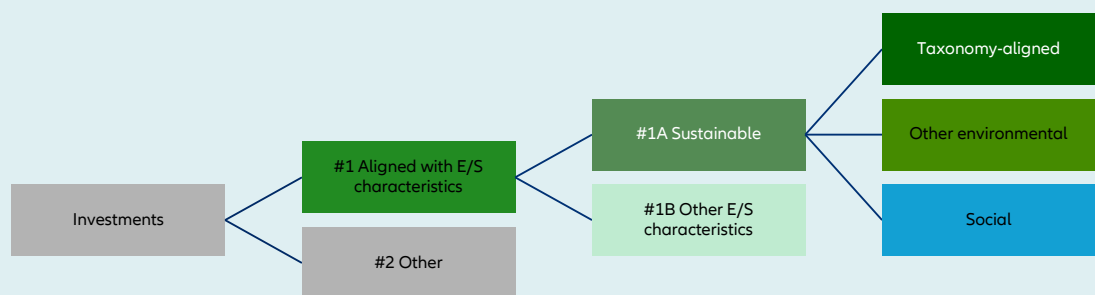 Investments
#1 Aligned with E/S
characteristics
#2 Other
#1A Sustainable
#1B Other E/S
characteristics
Taxonomy-aligned
Other environmental
Social